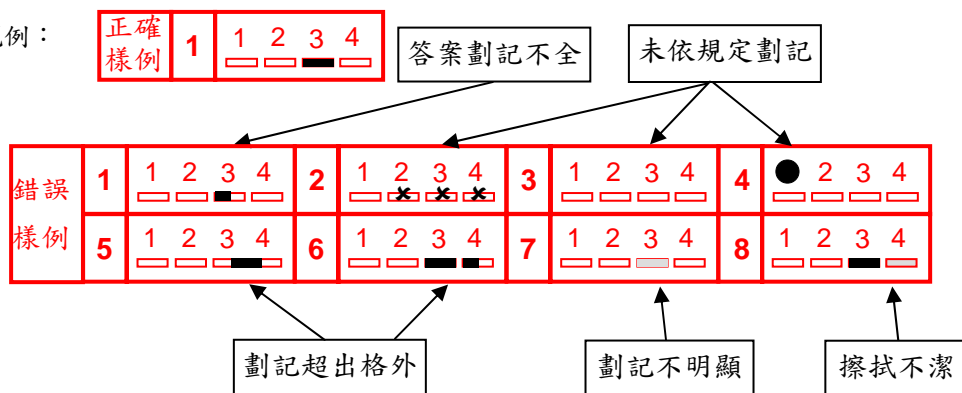 例：
正確
樣例
1
1 2 3 4
答案劃記不全
未依規定劃記
錯誤
樣例
1
1 2 3 4
2
1 2 3 4
3
1 2 3 4
4
2 3 4
5
1 2 3 4
6
1 2 3 4
7
1 2 3 4
8
1 2 3 4
劃記超出格外
劃記不明顯
擦拭不潔